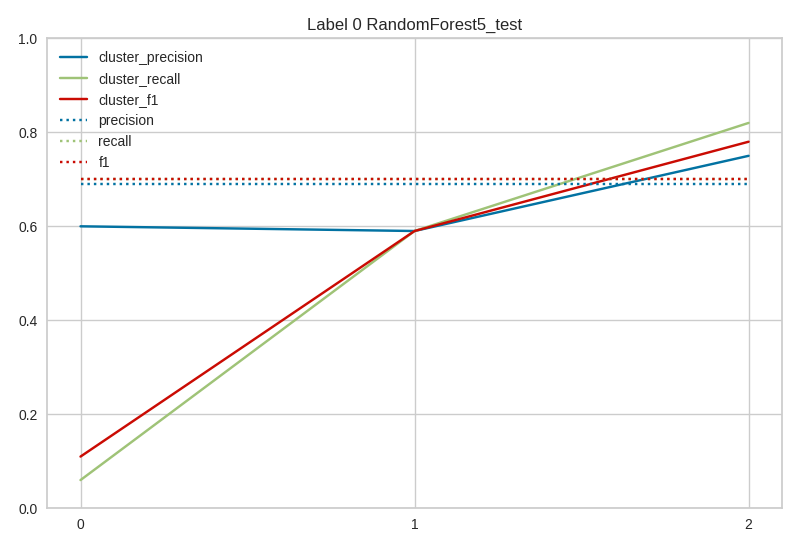 Label 0 RandomForest5_test
1.0
cluster_precision
cluster_recall
cluster_f1
precision
recall
f1
0.8
0.6
0.4
0.2
0.0
0 1 2